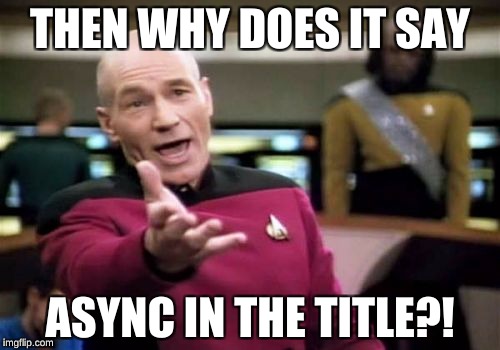 THEN WHY DOES IT SAY
ASYNC IN THE TITLE?!
imgflip.com